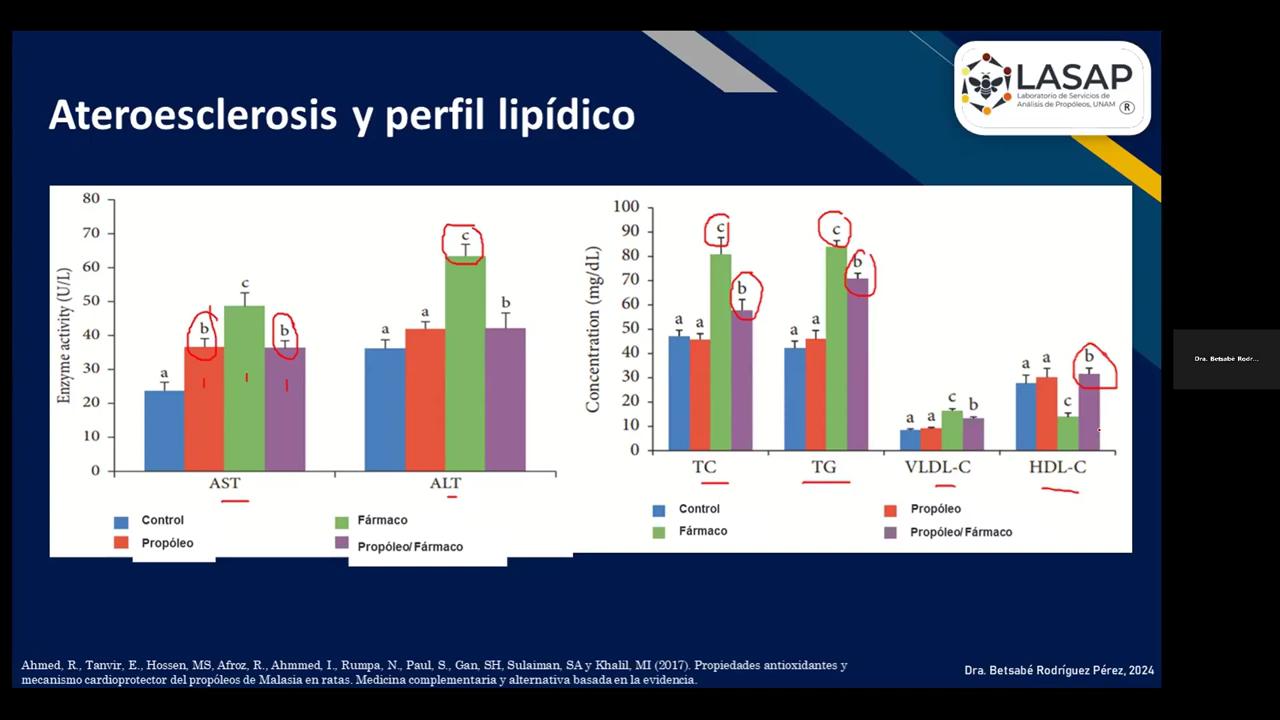 LASAP
Laboratorio de Servicios de
Análisis de Propóleos, UNAM
®
Ateroesclerosis y perfil lipídico
80
70
60
50
40
30
20
10
0
Enzyme activity (U/L)
a
b
c
b
a
a
c
b
AST
ALT
Control
Fármaco
Propóleo
Propóleo/Fármaco
100
90
80
70
60
50
40
30
20
10
0
Concentration (mg/dL)
a
a
c
b
a
a
c
b
a
a
c
b
a
a
c
b
TC
TG
VLDL-C
HDL-C
Control
Propóleo
Fármaco
Propóleo/Fármaco
Dra. Betsabé Rodr...
Ahmed, R., Tanvir, E., Hossen, MS, Afroz, R., Ahmmed, I., Rumpa, N., Paul, S., Gan, SH, Sulaiman, SA y Khalil, MI (2017). Propiedades antioxidantes y
mecanismo cardioprotector del propóleos de Malasia en ratas. Medicina complementaria y alternativa basada en la evidencia.
Dra. Betsabé Rodríguez Pérez, 2024